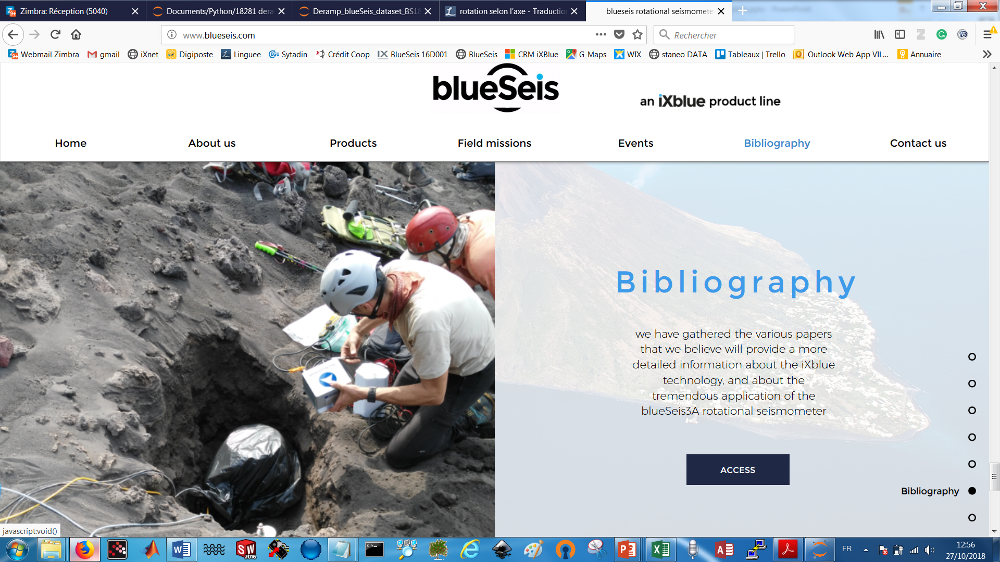 Zimbra: Réception (5040)
Documents/Python/18281 dera
Deramp_blueSeis_dataset_BS18
rotation selon l'axe - Traduction
blueseis rotational seismomete
www.blueseis.com
Rechercher
Webmail Zimbra
gmail
iXnet
Digiposte
Linguee
Sytadin
Crédit Coop
BlueSeis 16D001
BlueSeis
CRM iXBlue
G_Maps
WIX
staneo DATA
Tableaux | Trello
Outlook Web App VIL...
Annuaire
blueSeis
an iXblue product line
Home
About us
Products
Field missions
Events
Bibliography
Contact us
Bibliography
we have gathered the various papers
that we believe will provide a more
detailed information about the iXblue
technology, and about the
tremendous application of the
blueSeis3A rotational seismometer
ACCESS
Bibliography
javascript:void()
FR
12:56
27/10/2018